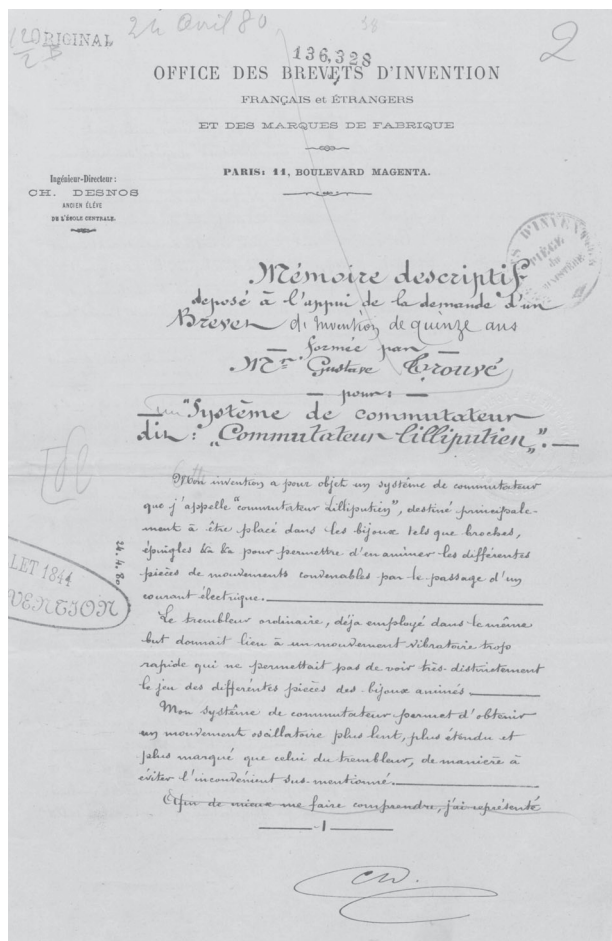 24 Avril 80
ORIGINAL
2
136,328
OFFICE DES BREVETS D'INVENTION
FRANÇAIS et ÉTRANGERS
ET DES MARQUES DE FABRIQUE
PARIS: 11, BOULEVARD MAGENTA.
Ingénieur-Directeur:
CH. DESNOS
ANCIEN ÉLÈVE
DE L'ÉCOLE CENTRALE.
Mémoire descriptif
déposé à l'appui de la demande d'un
Brevet d'Invention de quinze ans
formée par
Mr. Gustave Trouvé
pour:
un "Système de commutateur
dit: "Commutateur Lilliputien".
Mon invention a pour objet un système de commutateur
que j'appelle "commutateur Lilliputien", destiné principale-
ment à être placé dans les bijoux tels que broches,
épingles &a &a pour permettre d'en animer les différentes
pièces de mouvements convenables par le passage d'un
courant électrique.
Le trembleur ordinaire, déja employé dans le même
but donnait lieu à un mouvement vibratoire trop
rapide qui ne permettait pas de voir très-distinctement
le jeu des différentes pièces des bijoux animés
Mon système de commutateur permet d'obtenir
un mouvement oscillatoire plus lent, plus étendu et
plus marqué que celui du trembleur, de manière à
éviter l'inconvénient sus-mentionné.
Afin de mieux me faire comprendre, j'ai représenté
1
24.4.80
LET 1844
VENTION